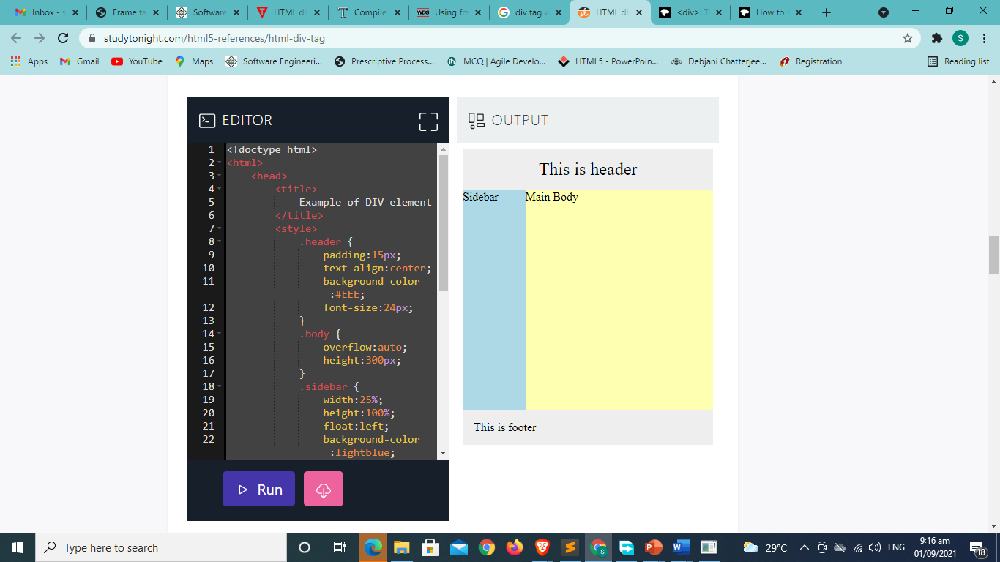 Inbox - s
Frame ta
Software
HTML di
Compile
WDG Using fra
div tag w
HTML di
<div>: T
How to s
studytonight.com/html5-references/html-div-tag
S
Apps
Gmail
YouTube
Maps
Software Engineeri...
Prescriptive Process...
MCQ | Agile Develo...
HTML5 - PowerPoin...
Debjani Chatterjee...
Registration
Reading list
EDITOR
OUTPUT
1 <!doctype html>
2 <html>
3 <head>
4 <title>
5 Example of DIV element
6 </title>
7 <style>
8 .header {
9 padding:15px;
10 text-align:center;
11 background-color
:#EEE;
12 font-size:24px;
13 }
14 .body {
15 overflow:auto;
16 height:300px;
17 }
18 .sidebar {
19 width:25%;
20 height:100%;
21 float:left;
22 background-color
:lightblue;
Run
This is header
Sidebar
Main Body
This is footer
Type here to search
29°C
ENG
9:16 am
01/09/2021
18